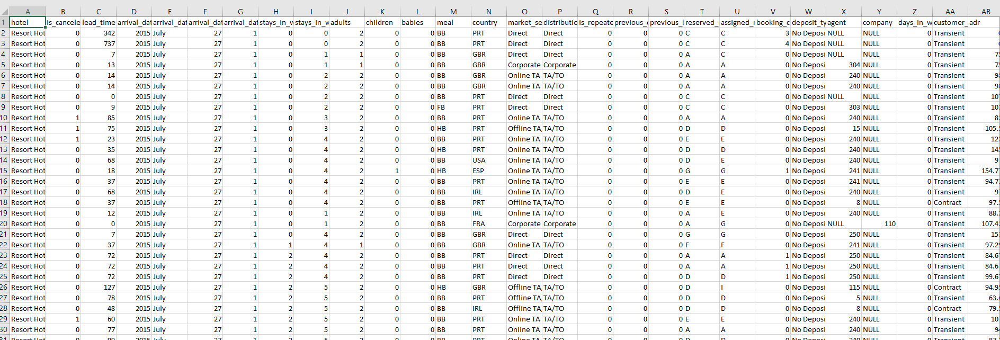 A B C D E F G H I J K L M N O P Q R S T U V W X Y Z AA AB
1 hotel is_cancele lead_time arrival_dat arrival_dat arrival_dat arrival_dat stays_in_w stays_in_w adults children babies meal country market_se distributio is_repeate previous_c previous_b reserved_r assigned_r booking_c deposit_ty agent company days_in_w customer_ adr
2 Resort Hot 0 342 2015 July 27 1 0 0 2 0 0 BB PRT Direct Direct 0 0 0 C C 3 No Deposi NULL NULL 0 Transient
3 Resort Hot 0 737 2015 July 27 1 0 0 2 0 0 BB PRT Direct Direct 0 0 0 C C 4 No Deposi NULL NULL 0 Transient
4 Resort Hot 0 7 2015 July 27 1 0 1 1 0 0 BB GBR Direct Direct 0 0 0 A C 0 No Deposi NULL NULL 0 Transient 7
5 Resort Hot 0 13 2015 July 27 1 0 1 1 0 0 BB GBR Corporate Corporate 0 0 0 A A 0 No Deposi 304 NULL 0 Transient 7
6 Resort Hot 0 14 2015 July 27 1 0 2 2 0 0 BB GBR Online TA TA/TO 0 0 0 A A 0 No Deposi 240 NULL 0 Transient 9
7 Resort Hot 0 14 2015 July 27 1 0 2 2 0 0 BB GBR Online TA TA/TO 0 0 0 A A 0 No Deposi 240 NULL 0 Transient 9
8 Resort Hot 0 0 2015 July 27 1 0 2 2 0 0 BB PRT Direct Direct 0 0 0 C C 0 No Deposi NULL NULL 0 Transient 10
9 Resort Hot 0 9 2015 July 27 1 0 2 2 0 0 FB PRT Direct Direct 0 0 0 C C 0 No Deposi 303 NULL 0 Transient 10
10 Resort Hot 1 85 2015 July 27 1 0 3 2 0 0 BB PRT Online TA TA/TO 0 0 0 A A 0 No Deposi 240 NULL 0 Transient 8
11 Resort Hot 1 75 2015 July 27 1 0 3 2 0 0 HB PRT Offline TA TA/TO 0 0 0 D D 0 No Deposi 15 NULL 0 Transient 105.
12 Resort Hot 1 23 2015 July 27 1 0 4 2 0 0 BB PRT Online TA TA/TO 0 0 0 E E 0 No Deposi 240 NULL 0 Transient 12
13 Resort Hot 0 35 2015 July 27 1 0 4 2 0 0 HB PRT Online TA TA/TO 0 0 0 D D 0 No Deposi 240 NULL 0 Transient 14
14 Resort Hot 0 68 2015 July 27 1 0 4 2 0 0 BB USA Online TA TA/TO 0 0 0 D E 0 No Deposi 240 NULL 0 Transient 9
15 Resort Hot 0 18 2015 July 27 1 0 4 2 1 0 HB ESP Online TA TA/TO 0 0 0 G G 1 No Deposi 241 NULL 0 Transient 154.7
16 Resort Hot 0 37 2015 July 27 1 0 4 2 0 0 BB PRT Online TA TA/TO 0 0 0 E E 0 No Deposi 241 NULL 0 Transient 94.7
17 Resort Hot 0 68 2015 July 27 1 0 4 2 0 0 BB IRL Online TA TA/TO 0 0 0 D E 0 No Deposi 240 NULL 0 Transient 9
18 Resort Hot 0 37 2015 July 27 1 0 4 2 0 0 BB PRT Offline TA TA/TO 0 0 0 E E 0 No Deposi 8 NULL 0 Contract 97.
19 Resort Hot 0 12 2015 July 27 1 0 1 2 0 0 BB IRL Online TA TA/TO 0 0 0 A E 0 No Deposi 240 NULL 0 Transient 88.
20 Resort Hot 0 0 2015 July 27 1 0 1 2 0 0 BB FRA Corporate Corporate 0 0 0 A G 0 No Deposi NULL 110 0 Transient 107.4
21 Resort Hot 0 7 2015 July 27 1 0 4 2 0 0 BB GBR Direct Direct 0 0 0 G G 0 No Deposi 250 NULL 0 Transient 15
22 Resort Hot 0 37 2015 July 27 1 1 4 1 0 0 BB GBR Online TA TA/TO 0 0 0 F F 0 No Deposi 241 NULL 0 Transient 97.2
23 Resort Hot 0 72 2015 July 27 1 2 4 2 0 0 BB PRT Direct Direct 0 0 0 A A 1 No Deposi 250 NULL 0 Transient 84.6
24 Resort Hot 0 72 2015 July 27 1 2 4 2 0 0 BB PRT Direct Direct 0 0 0 A A 1 No Deposi 250 NULL 0 Transient 84.6
25 Resort Hot 0 72 2015 July 27 1 2 4 2 0 0 BB PRT Direct Direct 0 0 0 D D 1 No Deposi 250 NULL 0 Transient 99.6
26 Resort Hot 0 127 2015 July 27 1 2 5 2 0 0 HB GBR Offline TA TA/TO 0 0 0 D I 0 No Deposi 115 NULL 0 Contract 94.9
27 Resort Hot 0 78 2015 July 27 1 2 5 2 0 0 BB PRT Offline TA TA/TO 0 0 0 D D 0 No Deposi 5 NULL 0 Transient 63.
28 Resort Hot 0 48 2015 July 27 1 2 5 2 0 0 BB IRL Offline TA TA/TO 0 0 0 D D 0 No Deposi 8 NULL 0 Contract 79.
29 Resort Hot 1 60 2015 July 27 1 2 5 2 0 0 BB PRT Online TA TA/TO 0 0 0 E E 0 No Deposi 240 NULL 0 Transient 10
30 Resort Hot 0 77 2015 July 27 1 2 5 2 0 0 BB PRT Online TA TA/TO 0 0 0 A A 0 No Deposi 240 NULL 0 Transient 9